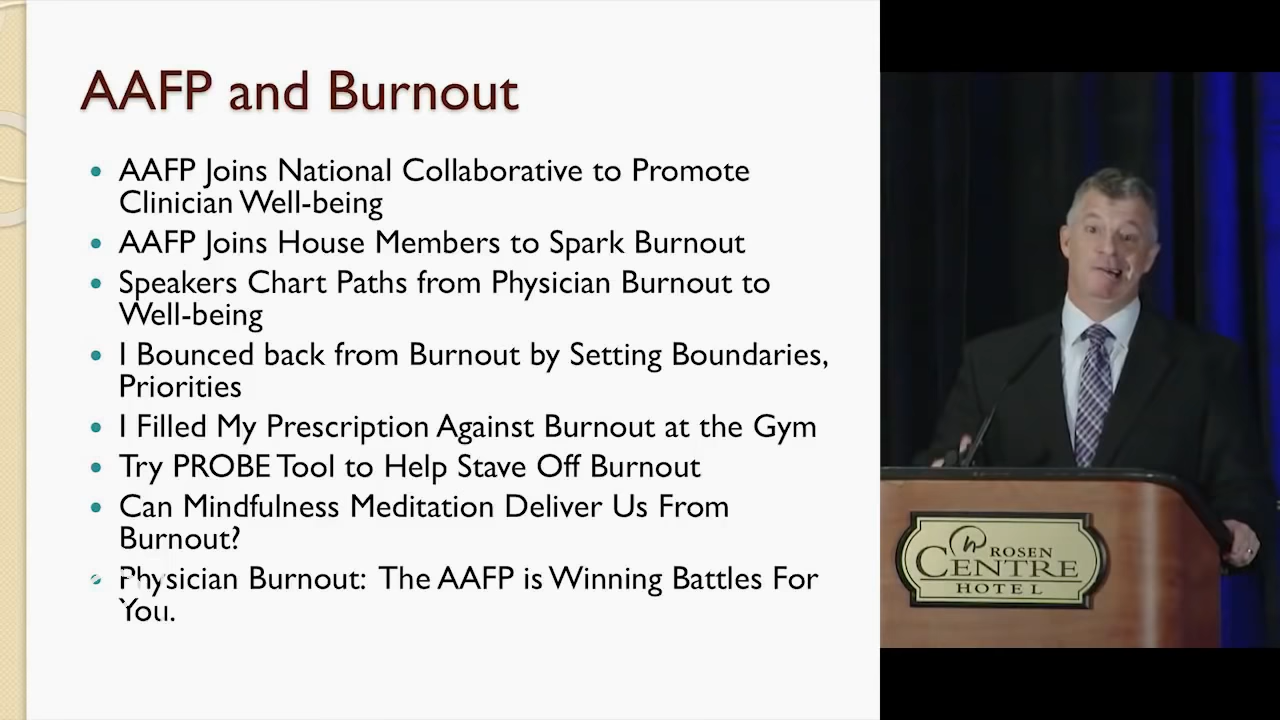 AAFP and Burnout
• AAFP Joins National Collaborative to Promote
Clinician Well-being
• AAFP Joins House Members to Spark Burnout
• Speakers Chart Paths from Physician Burnout to
Well-being
• I Bounced back from Burnout by Setting Boundaries,
Priorities
• I Filled My Prescription Against Burnout at the Gym
• Try PROBE Tool to Help Stave Off Burnout
• Can Mindfulness Meditation Deliver Us From
Burnout?
• Physician Burnout: The AAFP is Winning Battles For
You.
ROSEN
CENTRE
HOTEL